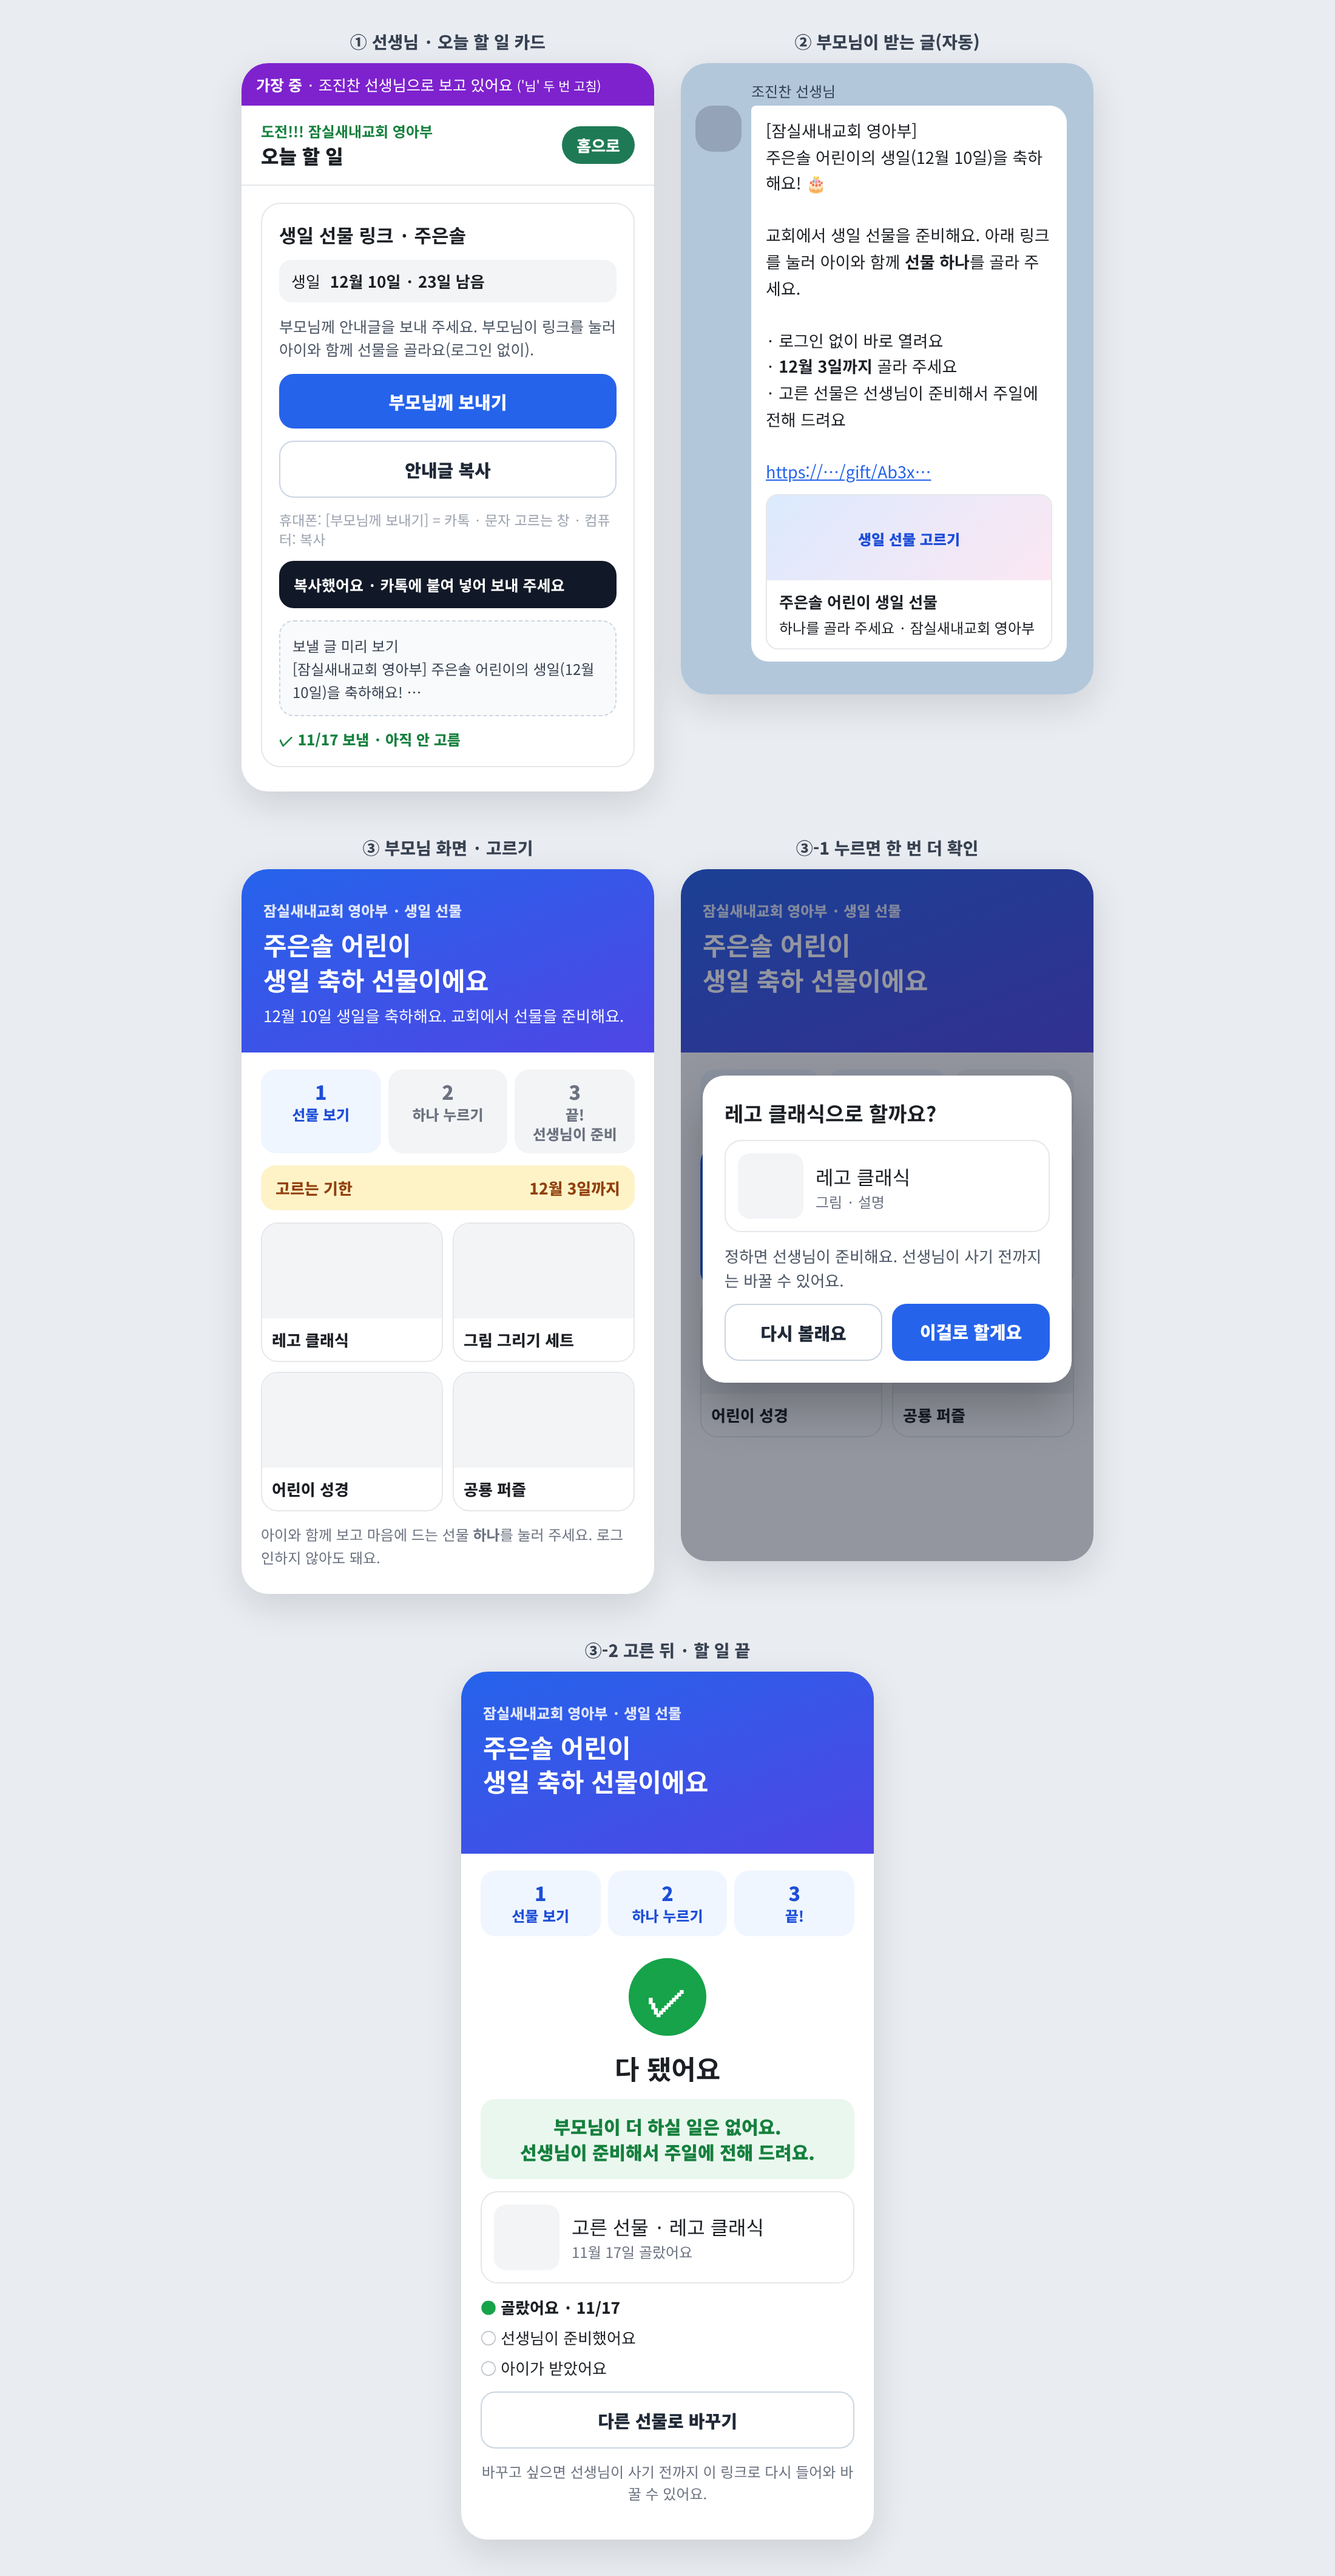 ① 선생님 · 오늘 할 일 카드
가장 중 · 조진찬 선생님으로 보고 있어요 ('님' 두 번 고침)
도전!!! 잠실새내교회 영아부
오늘 할 일
홈으로
생일 선물 링크 · 주은솔
생일 12월 10일 · 23일 남음
부모님께 안내글을 보내 주세요. 부모님이 링크를 눌러
아이와 함께 선물을 골라요(로그인 없이).
부모님께 보내기
안내글 복사
휴대폰: [부모님께 보내기] = 카톡 · 문자 고르는 창 · 컴퓨
터: 복사
복사했어요 · 카톡에 붙여 넣어 보내 주세요
보낼 글 미리 보기
[잠실새내교회 영아부] 주은솔 어린이의 생일(12월
10일)을 축하해요! …
✓ 11/17 보냄 · 아직 안 고름
② 부모님이 받는 글(자동)
조진찬 선생님
[잠실새내교회 영아부]
주은솔 어린이의 생일(12월 10일)을 축하
해요! 🎂
교회에서 생일 선물을 준비해요. 아래 링크
를 눌러 아이와 함께 선물 하나를 골라 주
세요.
· 로그인 없이 바로 열려요
· 12월 3일까지 골라 주세요
· 고른 선물은 선생님이 준비해서 주일에
전해 드려요
https://…/gift/Ab3x…
생일 선물 고르기
주은솔 어린이 생일 선물
하나를 골라 주세요 · 잠실새내교회 영아부
③ 부모님 화면 · 고르기
잠실새내교회 영아부 · 생일 선물
주은솔 어린이
생일 축하 선물이에요
12월 10일 생일을 축하해요. 교회에서 선물을 준비해요.
1
선물 보기
2
하나 누르기
3
끝!
선생님이 준비
고르는 기한 12월 3일까지
레고 클래식
그림 그리기 세트
어린이 성경
공룡 퍼즐
아이와 함께 보고 마음에 드는 선물 하나를 눌러 주세요. 로그
인하지 않아도 돼요.
③-1 누르면 한 번 더 확인
잠실새내교회 영아부 · 생일 선물
주은솔 어린이
생일 축하 선물이에요
레고 클래식으로 할까요?
레고 클래식
그림 · 설명
정하면 선생님이 준비해요. 선생님이 사기 전까지
는 바꿀 수 있어요.
다시 볼래요
이걸로 할게요
어린이 성경
공룡 퍼즐
③-2 고른 뒤 · 할 일 끝
잠실새내교회 영아부 · 생일 선물
주은솔 어린이
생일 축하 선물이에요
1
선물 보기
2
하나 누르기
3
끝!
다 됐어요
부모님이 더 하실 일은 없어요.
선생님이 준비해서 주일에 전해 드려요.
고른 선물 · 레고 클래식
11월 17일 골랐어요
골랐어요 · 11/17
선생님이 준비했어요
아이가 받았어요
다른 선물로 바꾸기
바꾸고 싶으면 선생님이 사기 전까지 이 링크로 다시 들어와 바
꿀 수 있어요.